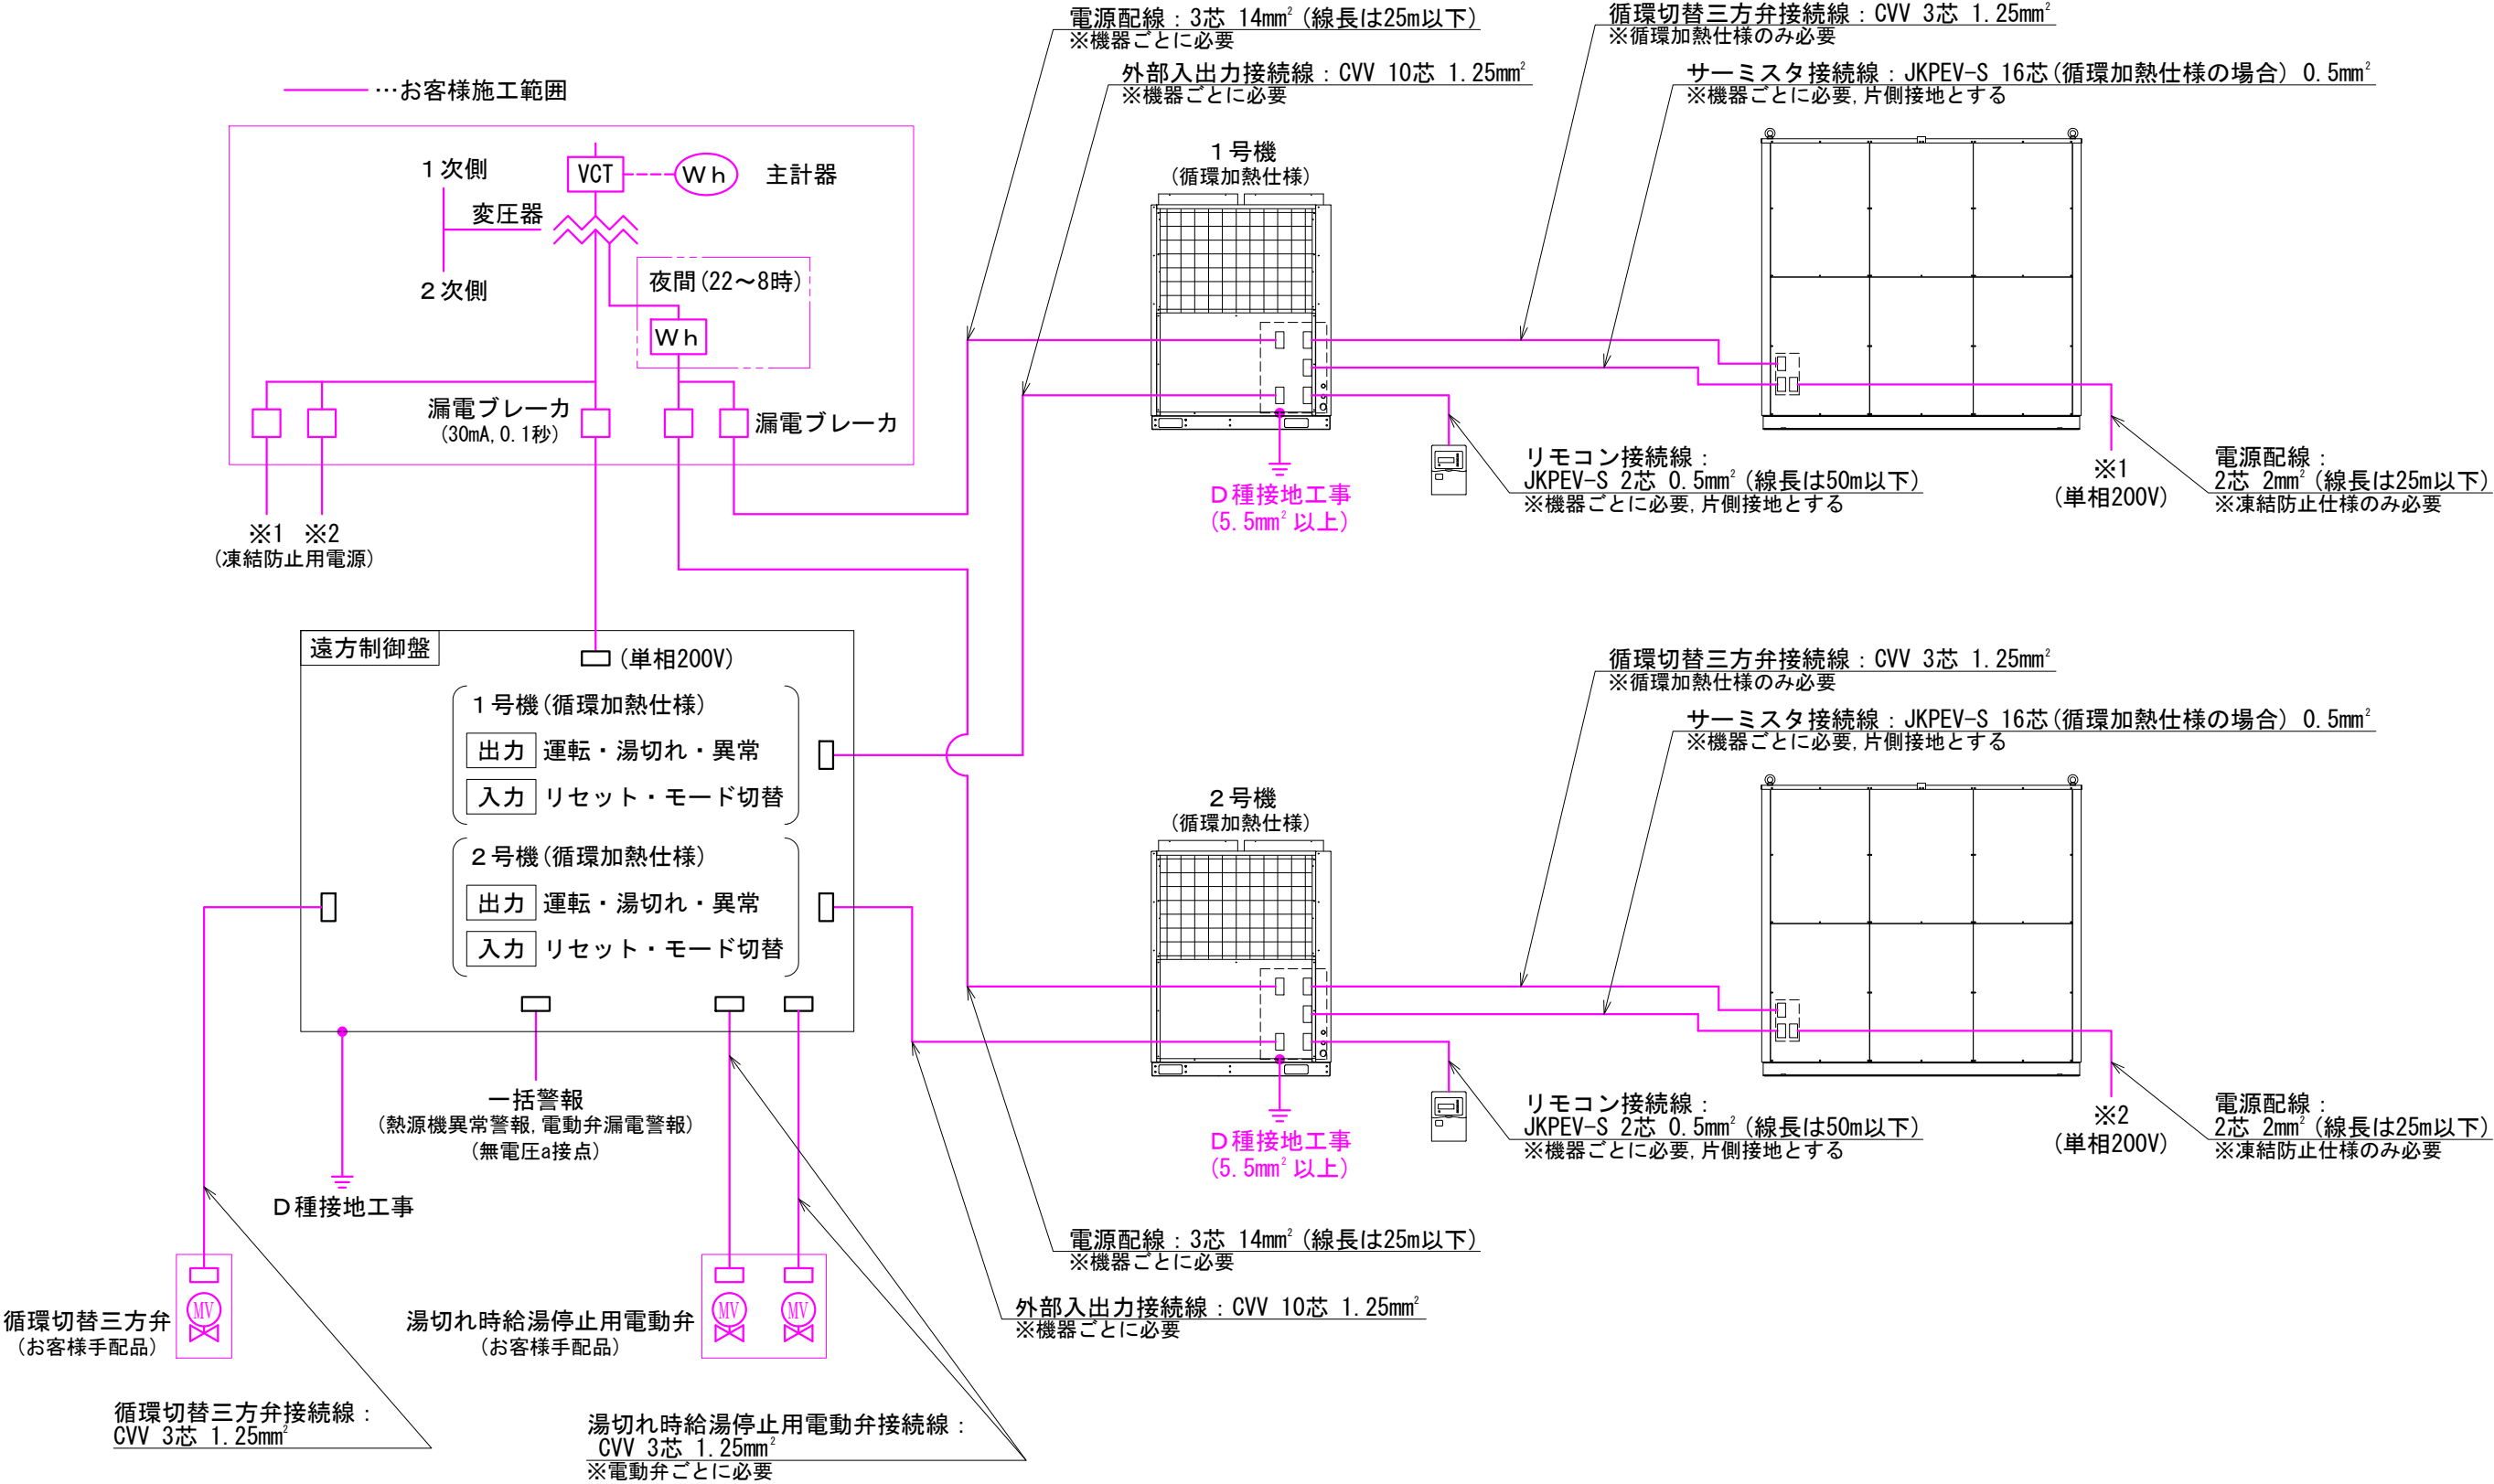 電源配線：3芯 14mm²(線長は25m以下)
※機器ごとに必要
循環切替三方弁接続線：CVV 3芯 1.25mm²
※循環加熱仕様のみ必要
外部入出力接続線：CVV 10芯 1.25mm²
※機器ごとに必要
サーミスタ接続線：JKPEV-S 16芯(循環加熱仕様の場合) 0.5mm²
※機器ごとに必要,片側接地とする
…お客様施工範囲
1次側
VCT
Wh
主計器
変圧器
2次側
夜間(22～8時)
Wh
漏電ブレーカ
(30mA,0.1秒)
漏電ブレーカ
※1 ※2
(凍結防止用電源)
1号機
(循環加熱仕様)
D種接地工事
(5.5mm²以上)
リモコン接続線：
JKPEV-S 2芯 0.5mm²(線長は50m以下)
※機器ごとに必要,片側接地とする
※1
(単相200V)
電源配線：
2芯 2mm²(線長は25m以下)
※凍結防止仕様のみ必要
遠方制御盤
(単相200V)
1号機(循環加熱仕様)
出力 運転・湯切れ・異常
入力 リセット・モード切替
2号機(循環加熱仕様)
出力 運転・湯切れ・異常
入力 リセット・モード切替
循環切替三方弁接続線：CVV 3芯 1.25mm²
※循環加熱仕様のみ必要
サーミスタ接続線：JKPEV-S 16芯(循環加熱仕様の場合) 0.5mm²
※機器ごとに必要,片側接地とする
2号機
(循環加熱仕様)
D種接地工事
(5.5mm²以上)
リモコン接続線：
JKPEV-S 2芯 0.5mm²(線長は50m以下)
※機器ごとに必要,片側接地とする
※2
(単相200V)
電源配線：
2芯 2mm²(線長は25m以下)
※凍結防止仕様のみ必要
一括警報
(熱源機異常警報,電動弁漏電警報)
(無電圧a接点)
D種接地工事
電源配線：3芯 14mm²(線長は25m以下)
※機器ごとに必要
外部入出力接続線：CVV 10芯 1.25mm²
※機器ごとに必要
循環切替三方弁
(お客様手配品)
MV
湯切れ時給湯停止用電動弁
(お客様手配品)
MV MV
循環切替三方弁接続線：
CVV 3芯 1.25mm²
湯切れ時給湯停止用電動弁接続線：
CVV 3芯 1.25mm²
※電動弁ごとに必要